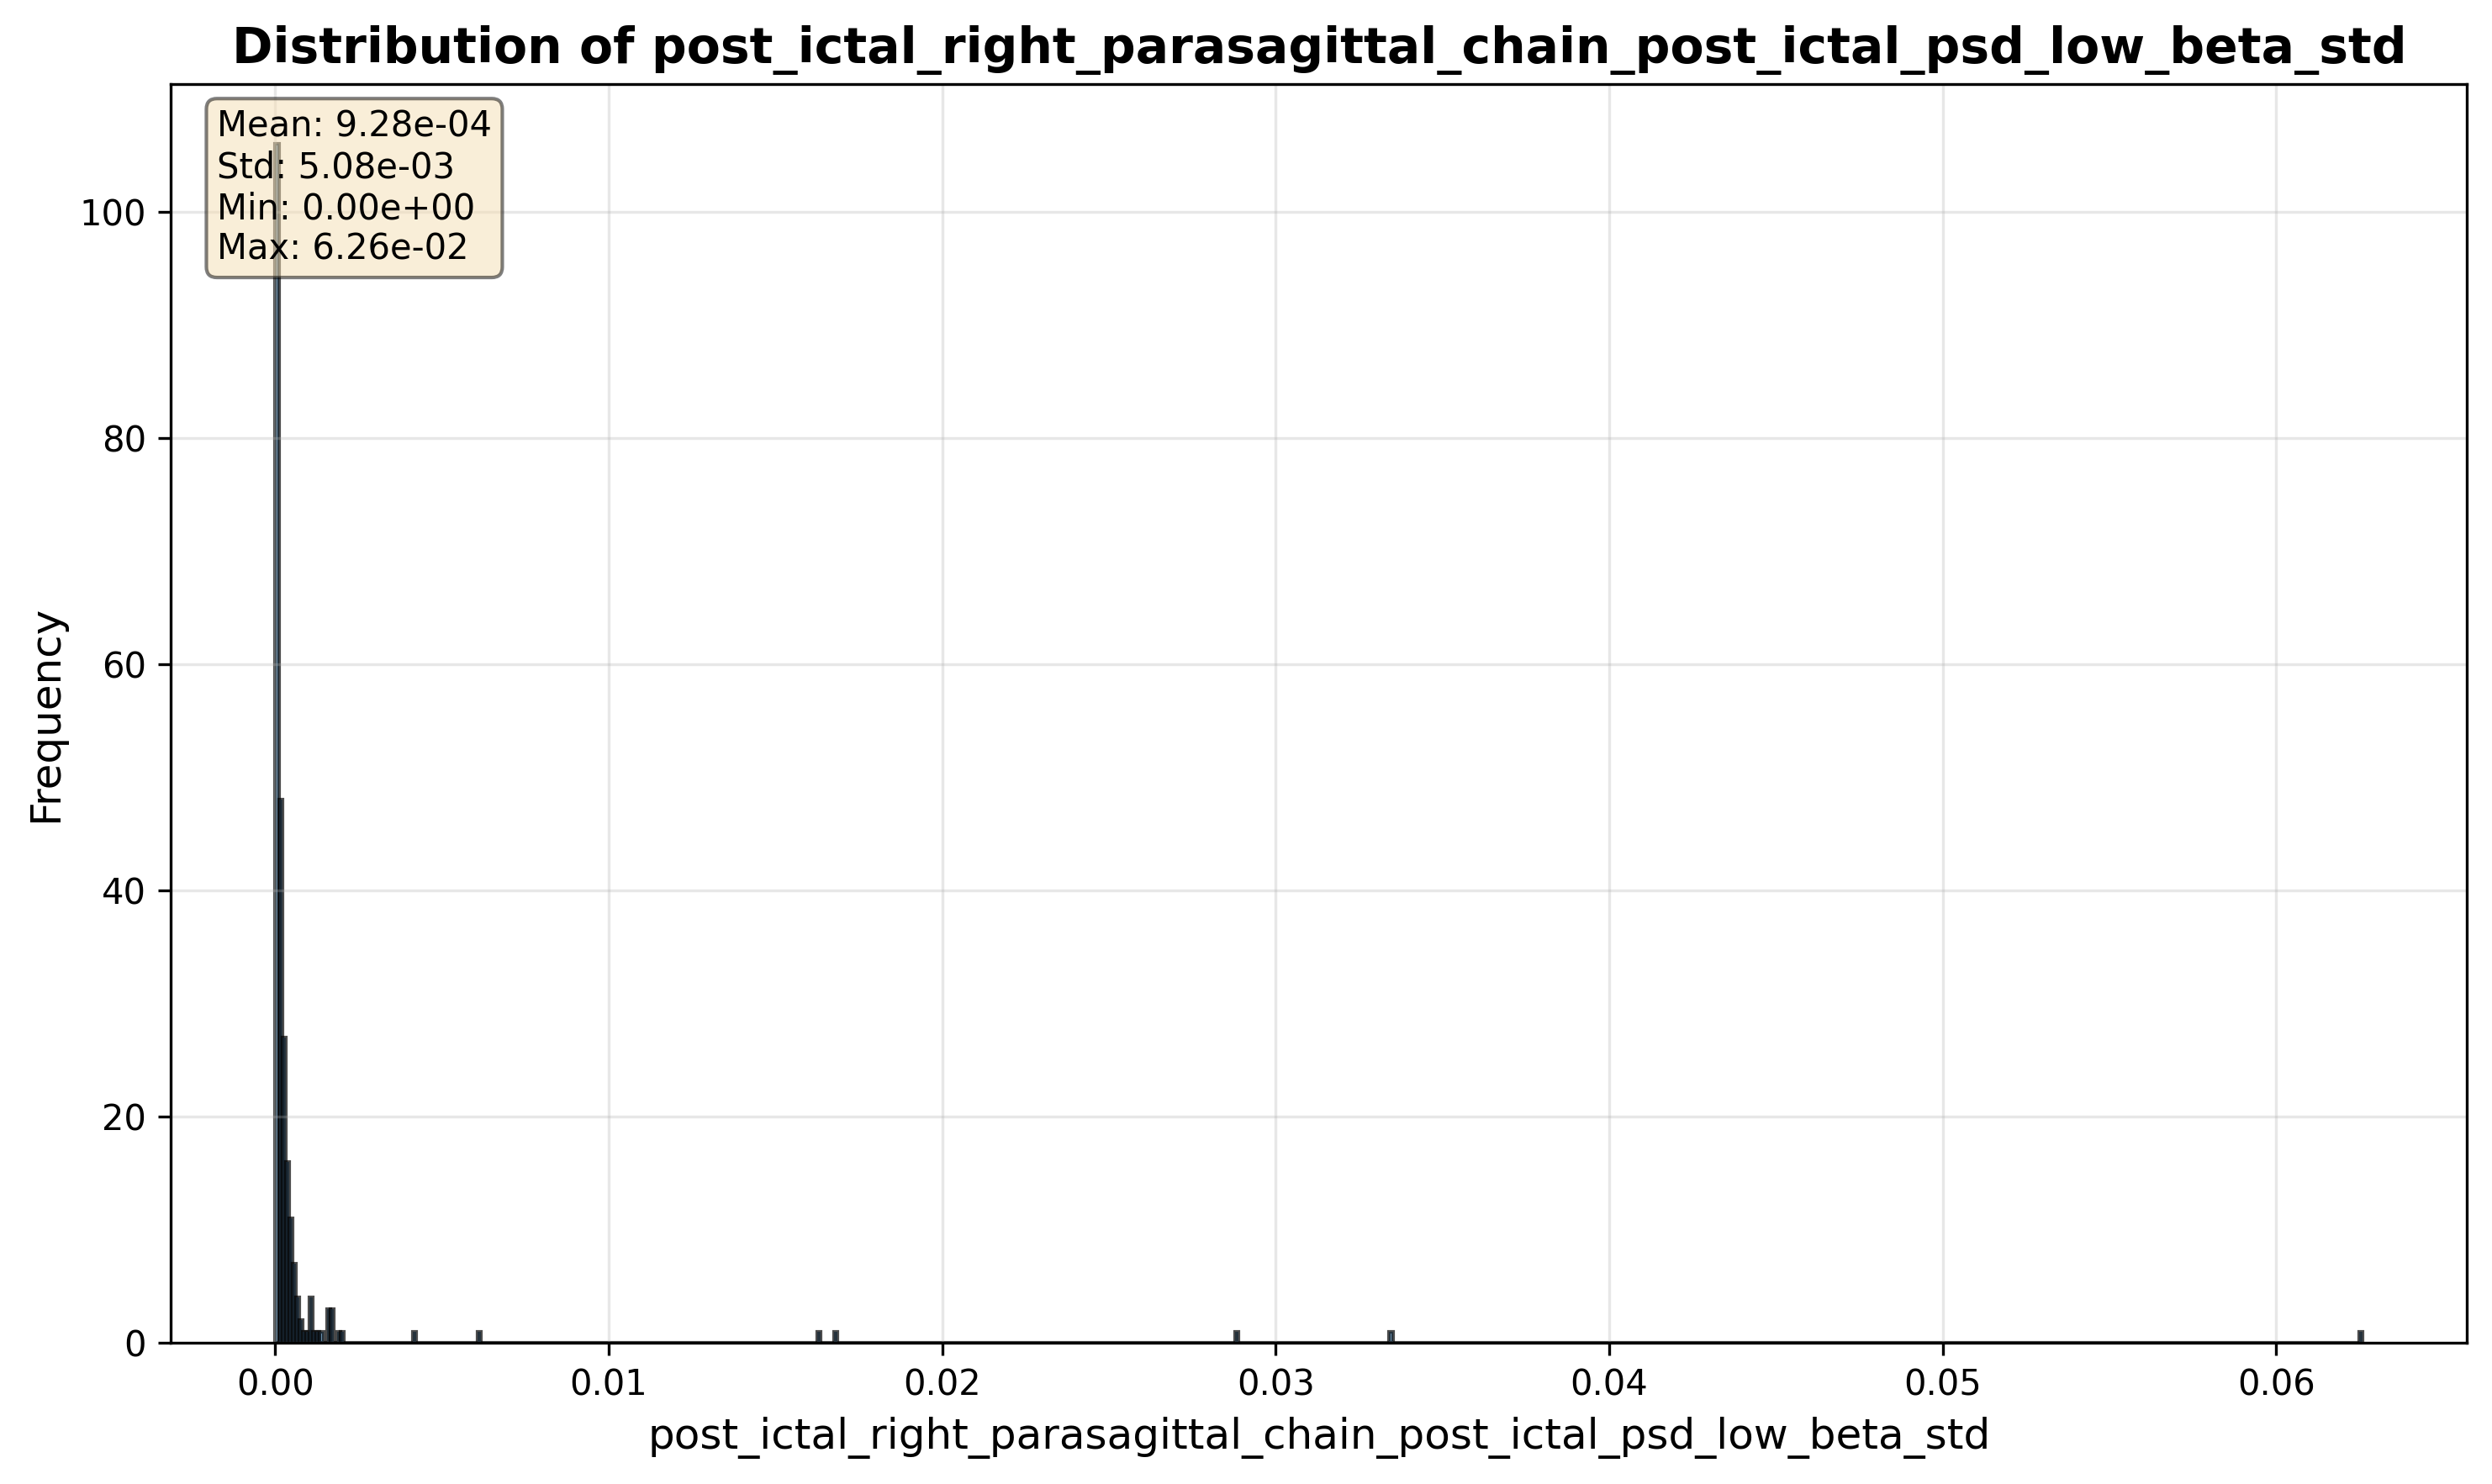 Distribution of post_ictal_right_parasagittal_chain_post_ictal_psd_low_beta_std
Mean: 9.28e-04
Std: 5.08e-03
Min: 0.00e+00
Max: 6.26e-02
Frequency
100
80
60
40
20
0
0.00 0.01 0.02 0.03 0.04 0.05 0.06
post_ictal_right_parasagittal_chain_post_ictal_psd_low_beta_std